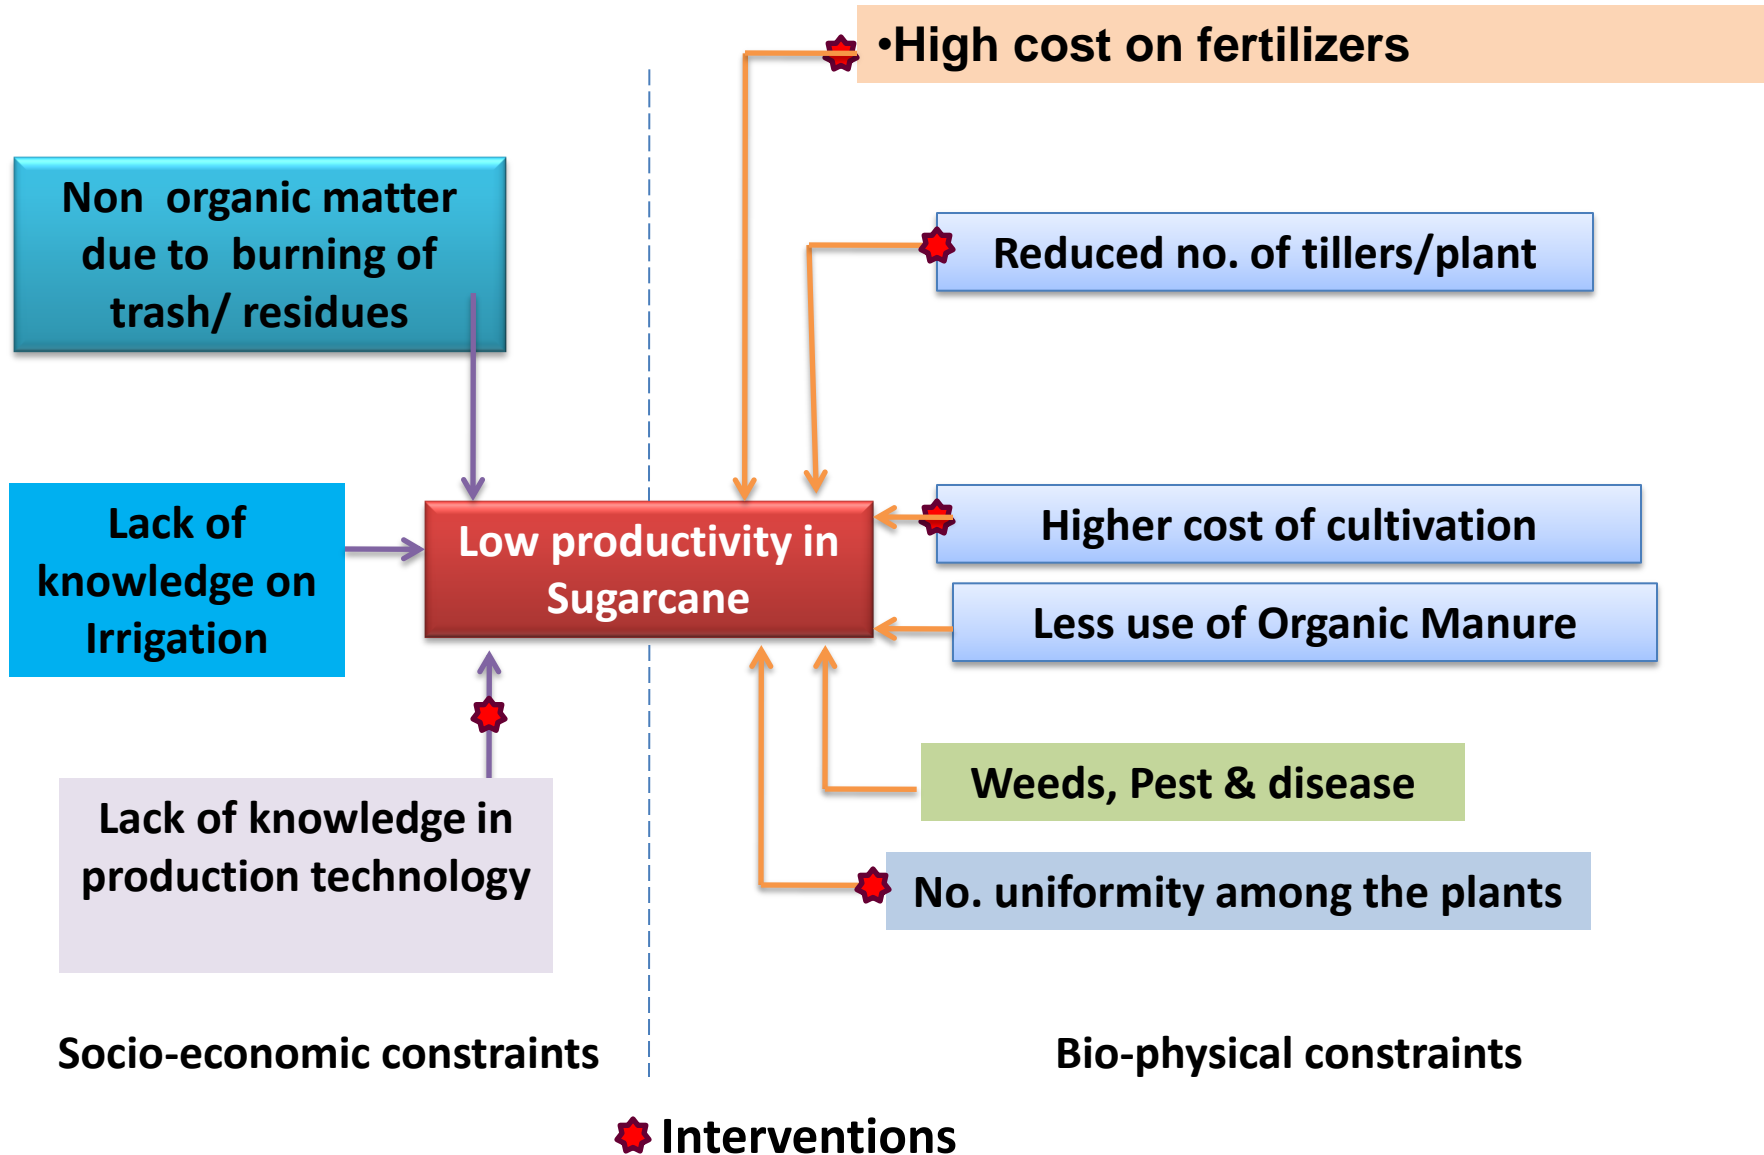 •High cost on fertilizers
Non organic matter
due to burning of
trash/ residues
Reduced no. of tillers/plant
Lack of
knowledge on
Irrigation
Low productivity in
Sugarcane
Higher cost of cultivation
Less use of Organic Manure
Lack of knowledge in
production technology
Weeds, Pest & disease
No. uniformity among the plants
Socio-economic constraints
Bio-physical constraints
Interventions